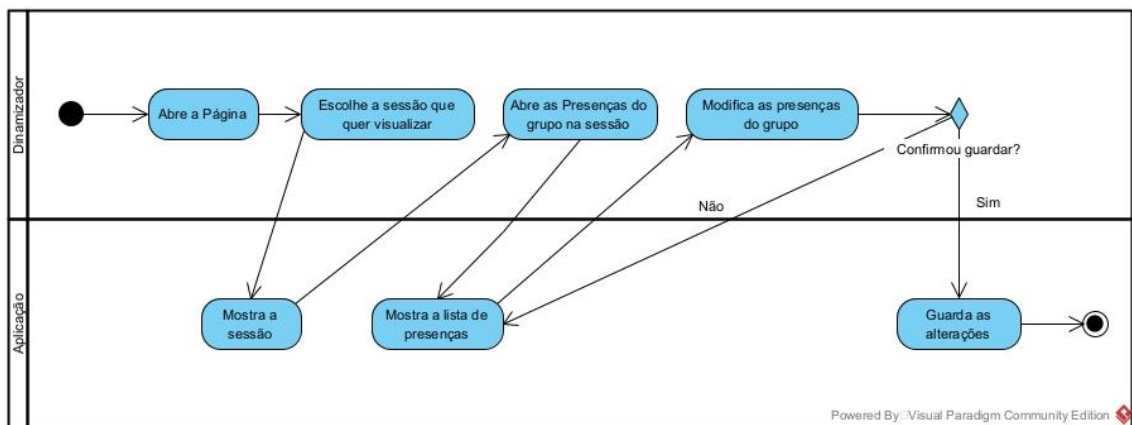 Dinamizador
Abre a Página
Escolhe a sessão que
quer visualizar
Abre as Presenças do
grupo na sessão
Modifica as presenças
do grupo
Confirmou guardar?
Não
Sim
Aplicação
Mostra a
sessão
Mostra a lista de
presenças
Guarda as
alterações
Powered By Visual Paradigm Community Edition